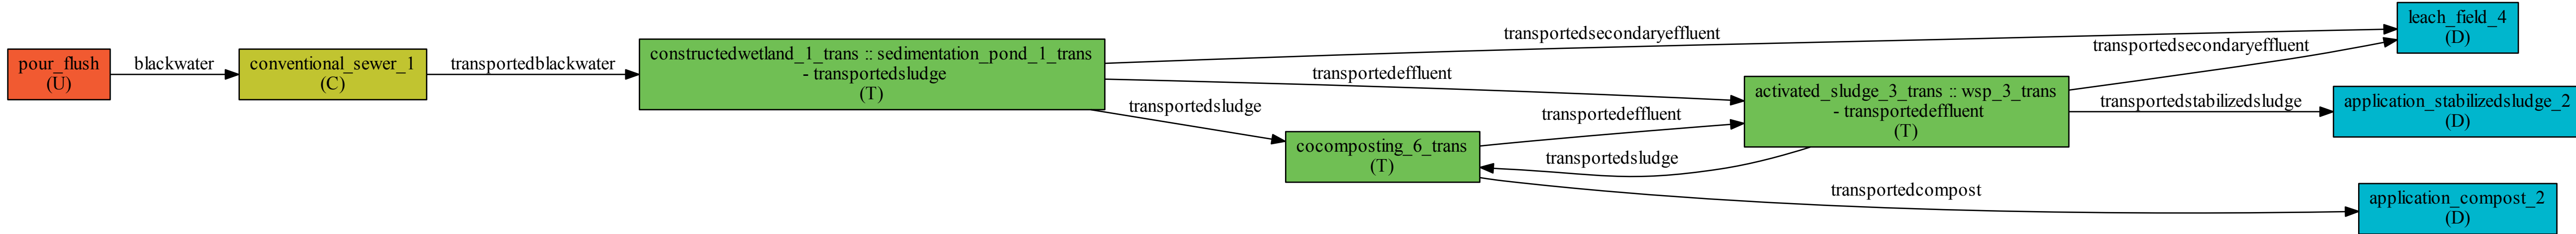 pour_flush
(U)
blackwater
conventional_sewer_1
(C)
transportedblackwater
constructedwetland_1_trans :: sedimentation_pond_1_trans
- transportedsludge
(T)
transportedsecondaryeffluent
transportedeffluent
transportedsludge
cocomposting_6_trans
(T)
transportedeffluent
transportedsludge
activated_sludge_3_trans :: wsp_3_trans
- transportedeffluent
(T)
transportedsecondaryeffluent
transportedstabilizedsludge
transportedcompost
leach_field_4
(D)
application_stabilizedsludge_2
(D)
application_compost_2
(D)